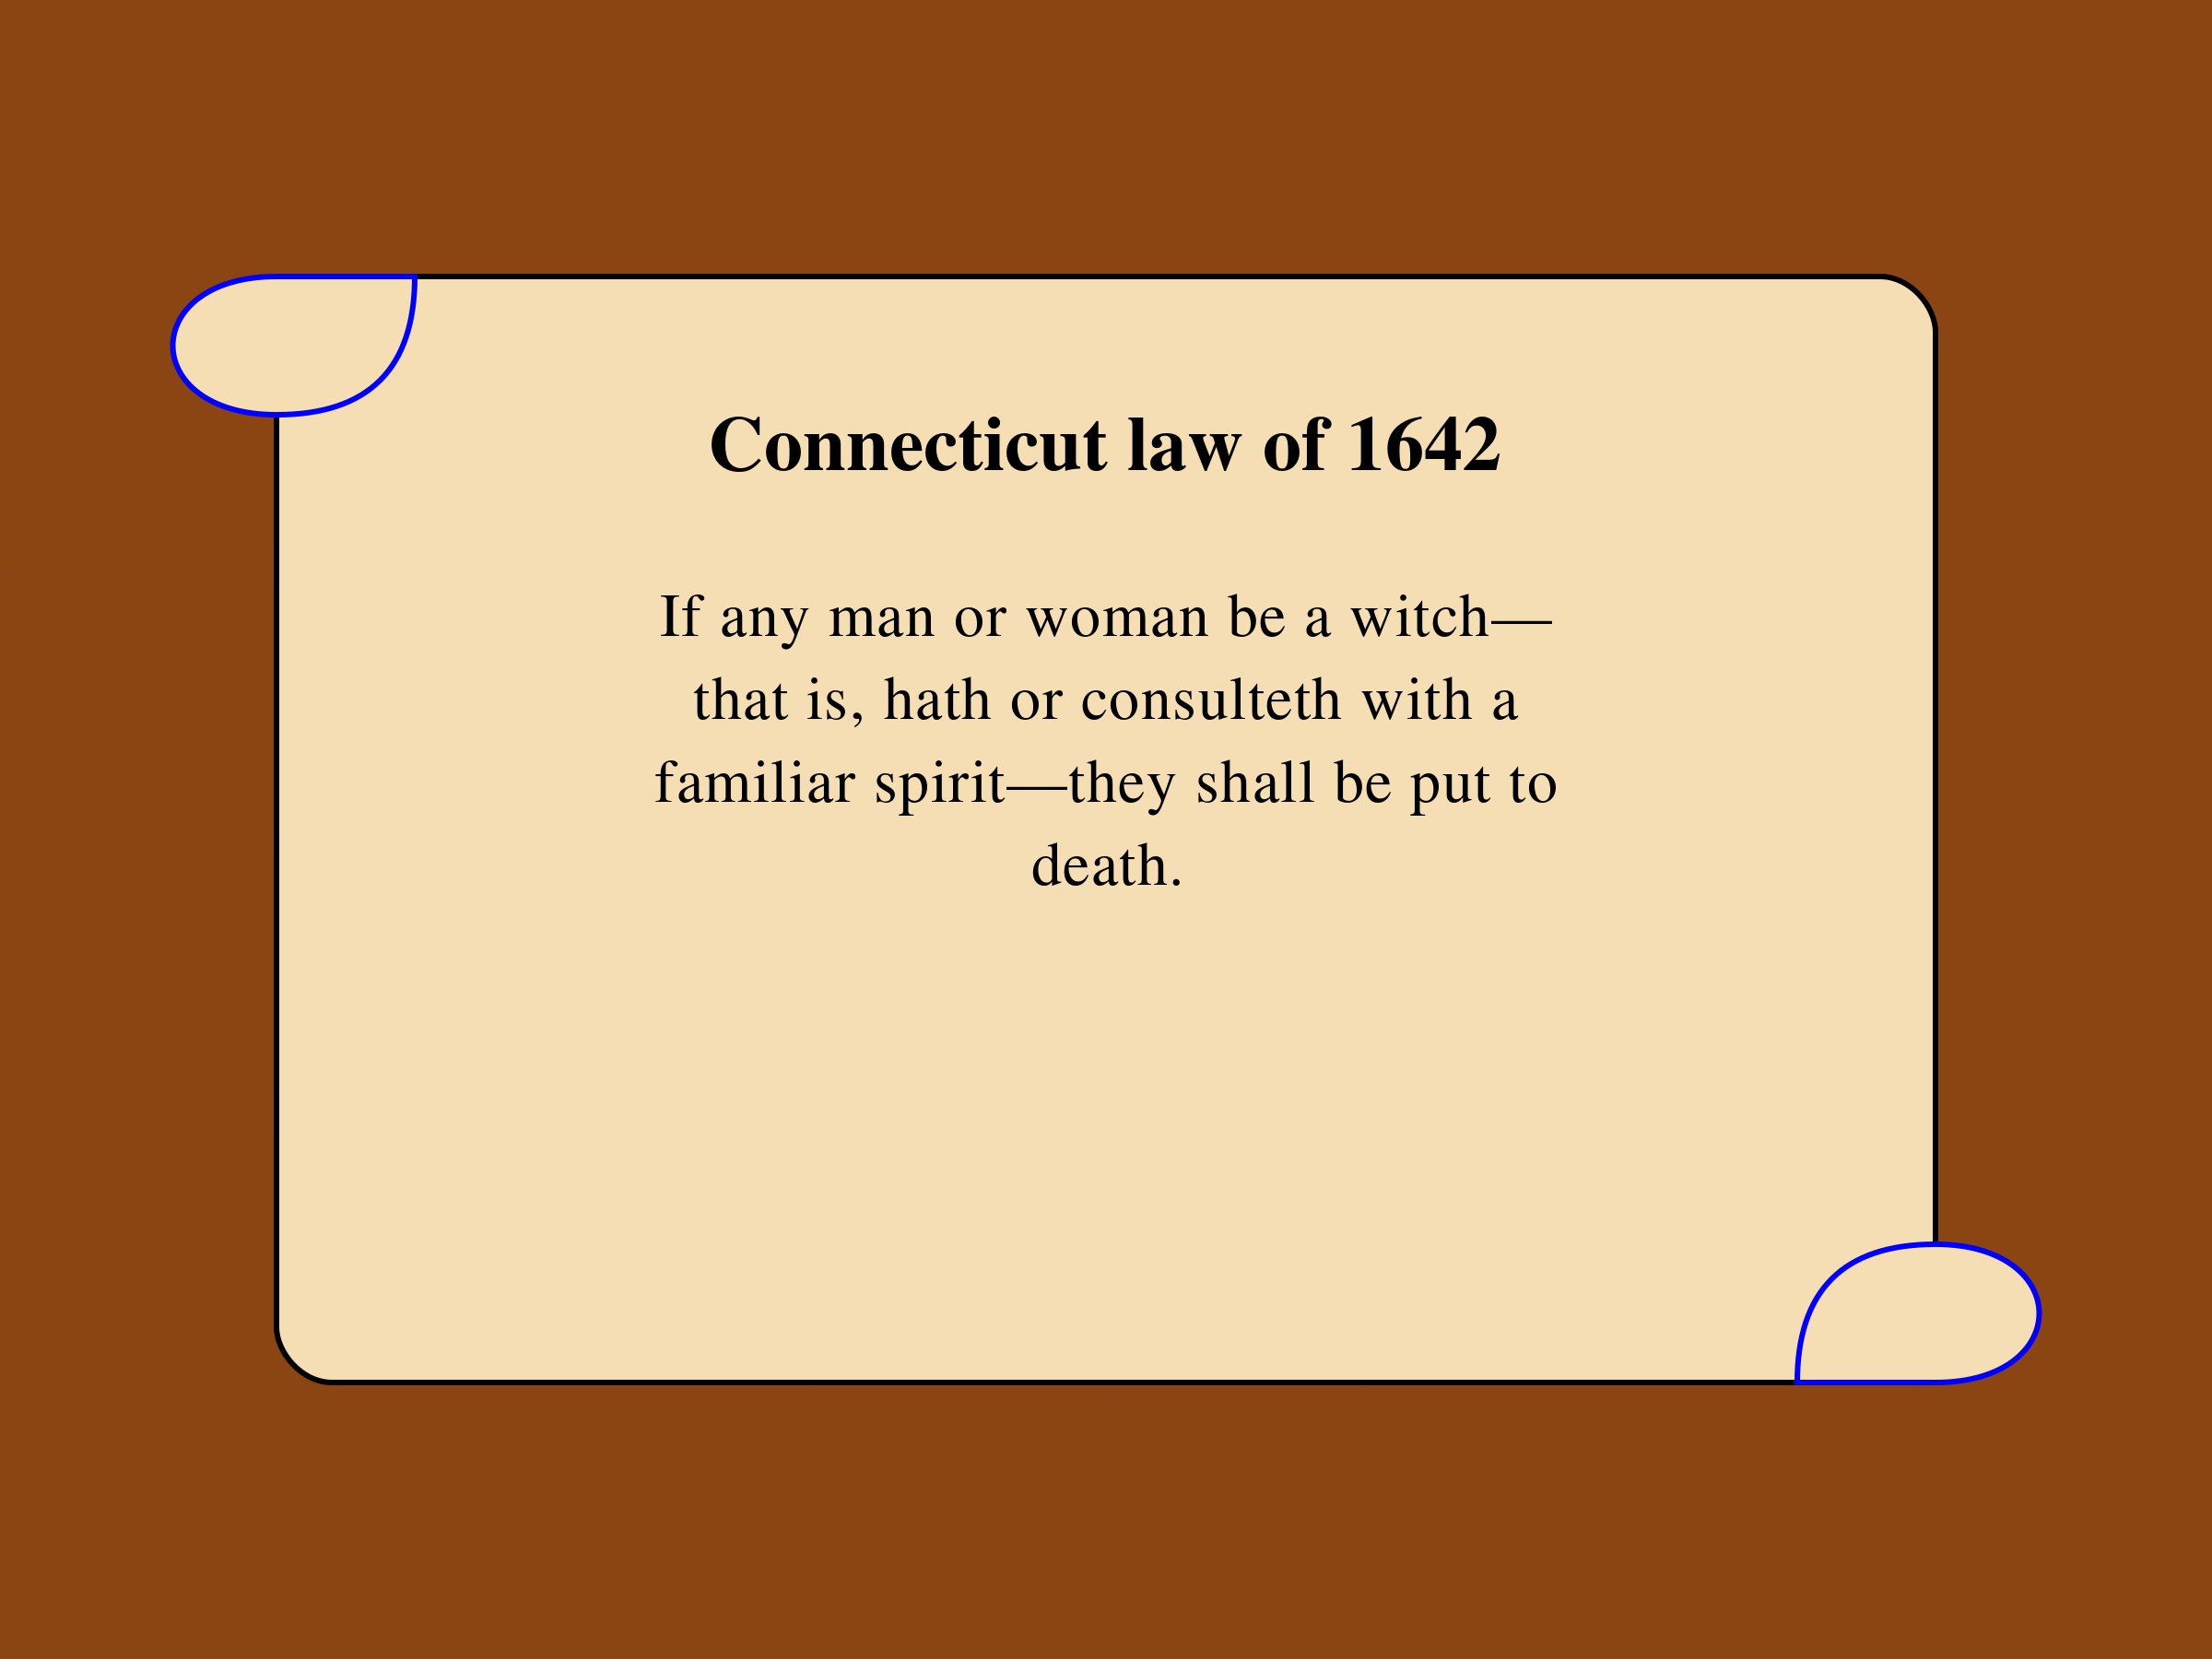 Connecticut law of 1642
If any man or woman be a witch—
that is, hath or consulteth with a
familiar spirit—they shall be put to
death.